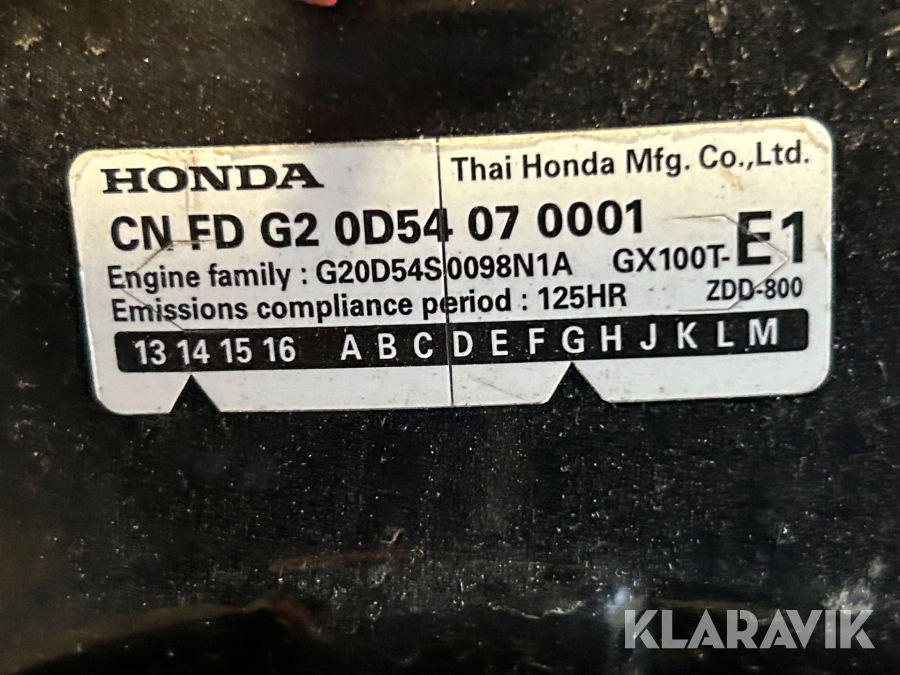 HONDA
Thai Honda Mfg. Co.,Ltd.
CN FD G2 0D54 07 0001
Engine family : G20D54S0098N1A
GX100T-E1
Emissions compliance period : 125HR
ZDD-800
13 14 15 16 A B C D E F G H J K L M
KLARAVIK